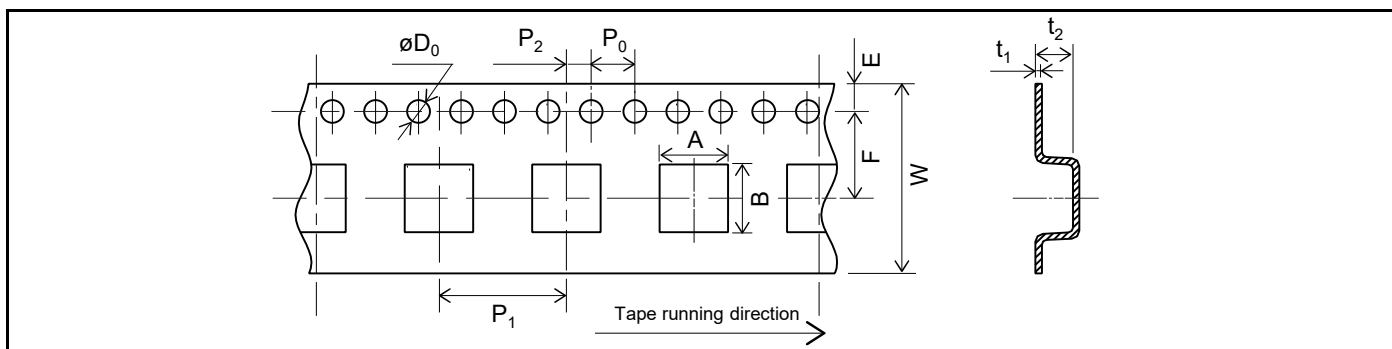 øD₀
P₂
P₀
E
t₁
t₂
A
B
F
W
P₁
Tape running direction